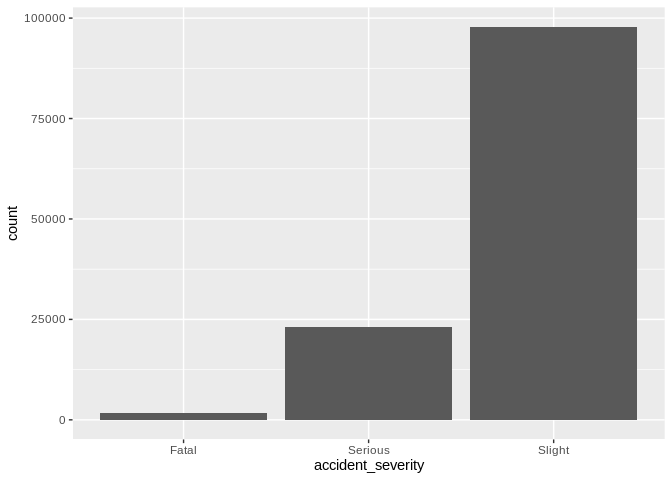 100000
75000
50000
25000
0
count
Fatal
Serious
Slight
accident_severity